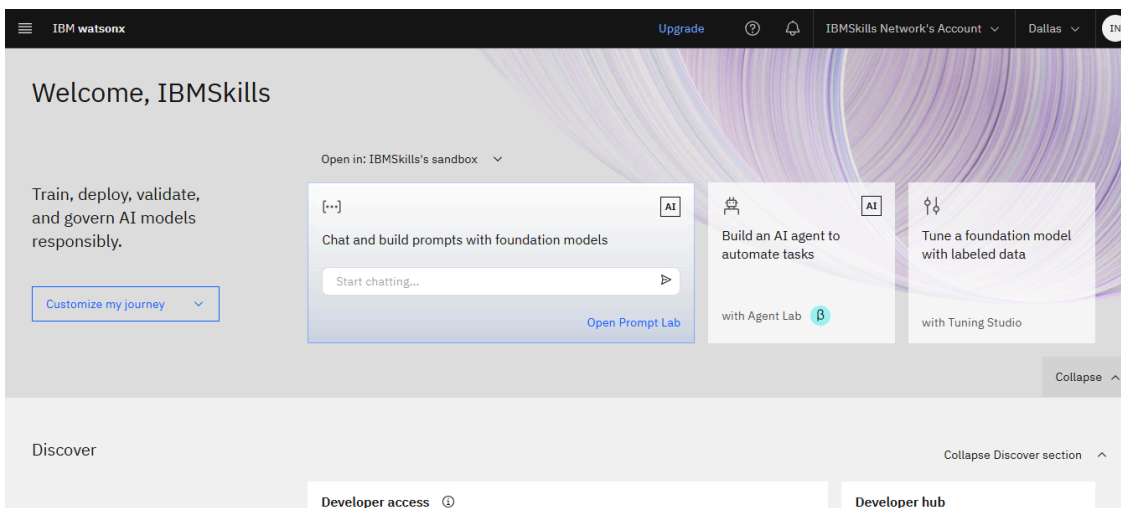 IBM watsonx
Upgrade
IBMSkills Network's Account
Dallas
IN
Welcome, IBMSkills
Open in: IBMSkills's sandbox
Train, deploy, validate,
and govern AI models
responsibly.
Customize my journey
[...]
AI
Chat and build prompts with foundation models
Start chatting...
Open Prompt Lab
AI
Build an AI agent to
automate tasks
with Agent Lab β
Tune a foundation model
with labeled data
with Tuning Studio
Collapse
Discover
Collapse Discover section
Developer access
Developer hub